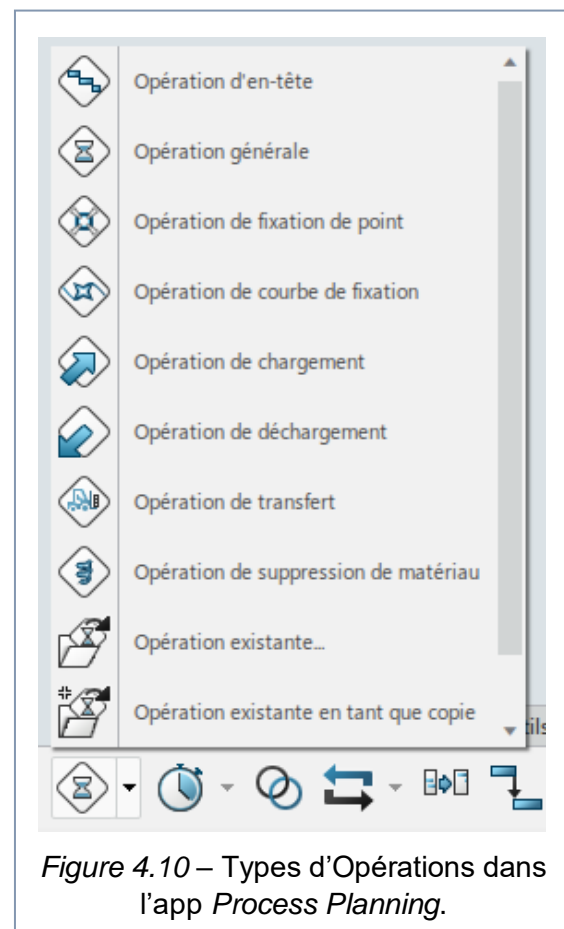 Opération d'en-tête
Opération générale
Opération de fixation de point
Opération de courbe de fixation
Opération de chargement
Opération de déchargement
Opération de transfert
Opération de suppression de matériau
Opération existante...
Opération existante en tant que copie
tils
Figure 4.10 – Types d’Opérations dans
l’app Process Planning.